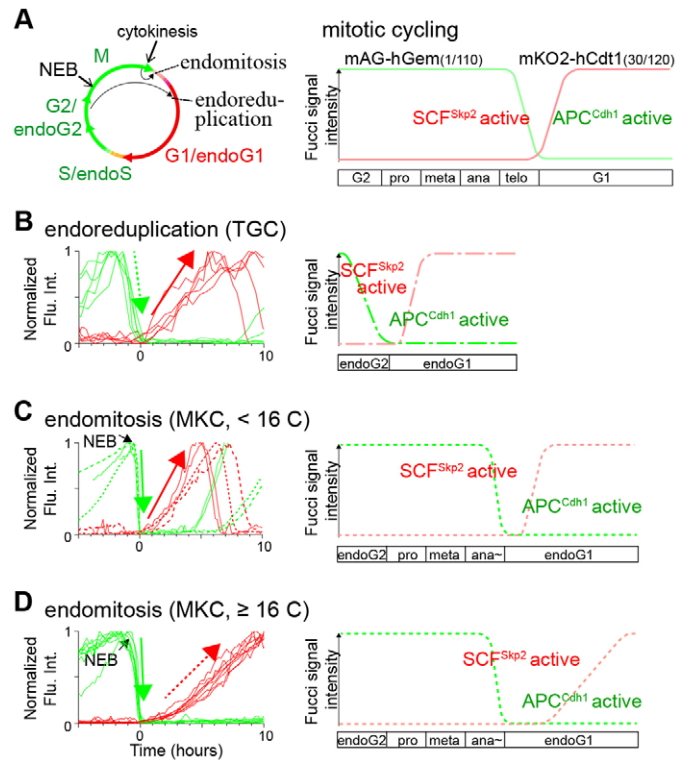 A
M
cytokinesis
NEB
endomitosis
G2/
endoG2
endoredu-
plication
S/endoS
G1/endoG1
mitotic cycling
mAG-hGem(1/110)
mKO2-hCdt1(30/120)
Fucci signal
intensity
SCFSkp2 active
APCCdh1 active
G2 pro meta ana telo G1
B
endoreduplication (TGC)
Normalized
Flu. Int.
1
0
0 10
Fucci signal
intensity
SCFSkp2
active
APCCdh1 active
endoG2 endoG1
C
endomitosis (MKC, < 16 C)
NEB
Normalized
Flu. Int.
1
0
0 10
Fucci signal
intensity
SCFSkp2 active
APCCdh1 active
endoG2 pro meta ana~ endoG1
D
endomitosis (MKC, ≥ 16 C)
NEB
Normalized
Flu. Int.
1
0
0 10
Time (hours)
Fucci signal
intensity
SCFSkp2 active
APCCdh1 active
endoG2 pro meta ana~ endoG1